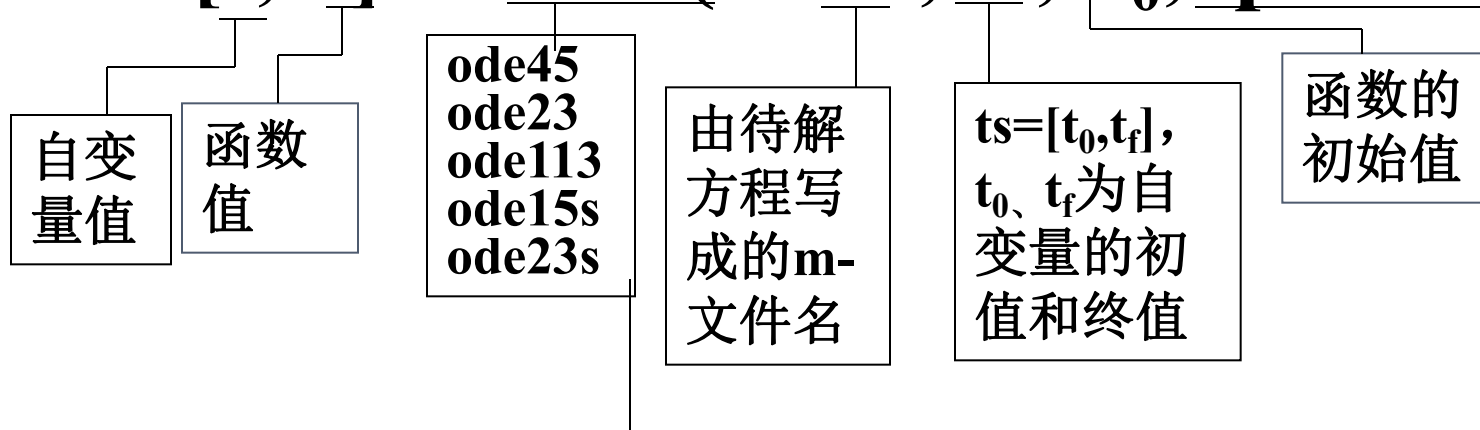 自变
量值
函数
值
ode45
ode23
ode113
ode15s
ode23s
由待解
方程写
成的m-
文件名
ts=[t0,tf]，
t0、tf为自
变量的初
值和终值
函数的
初始值